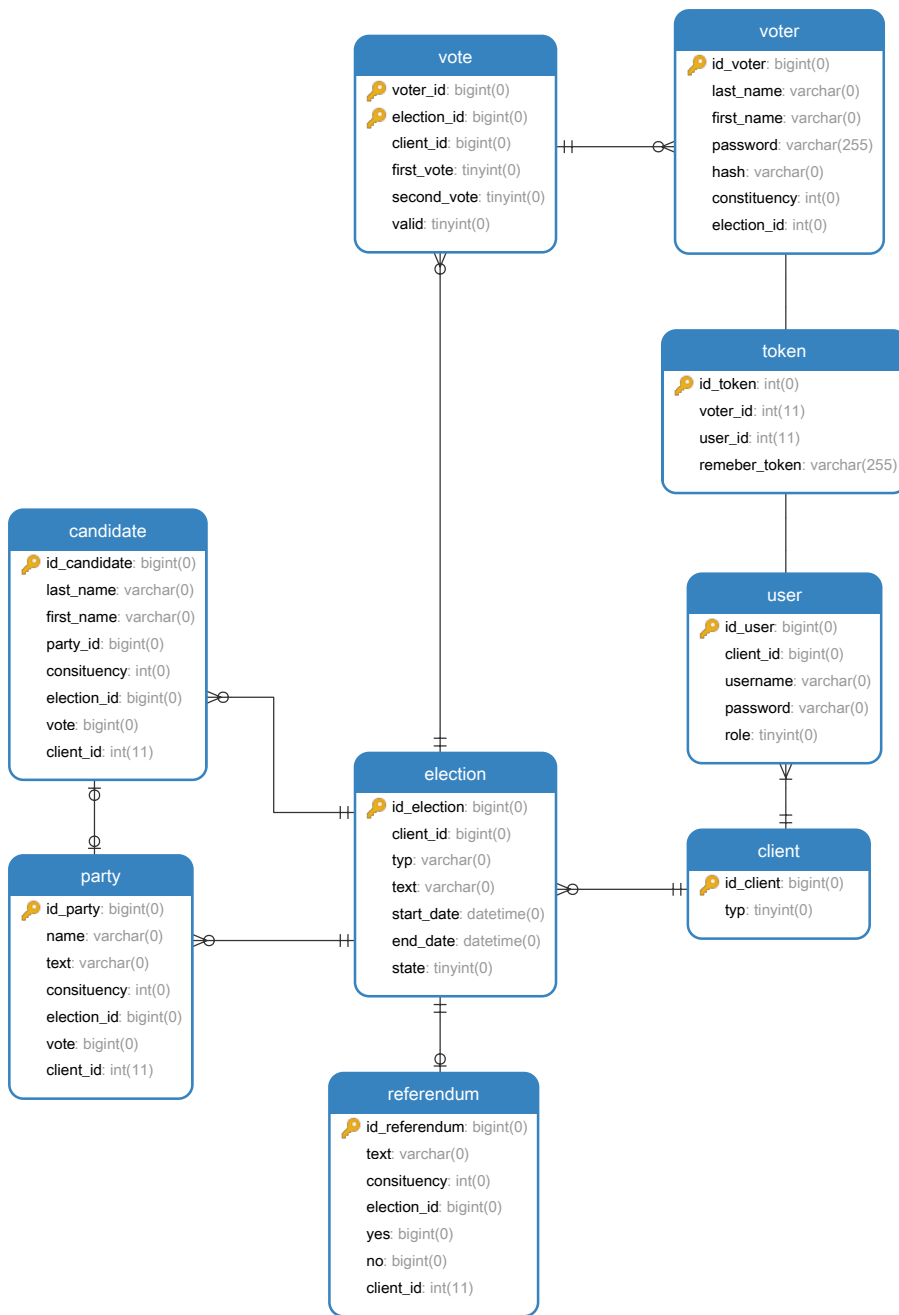 voter
id_voter: bigint(0)
last_name: varchar(0)
first_name: varchar(0)
password: varchar(255)
hash: varchar(0)
constituency: int(0)
election_id: int(0)
vote
voter_id: bigint(0)
election_id: bigint(0)
client_id: bigint(0)
first_vote: tinyint(0)
second_vote: tinyint(0)
valid: tinyint(0)
token
id_token: int(0)
voter_id: int(11)
user_id: int(11)
remeber_token: varchar(255)
candidate
id_candidate: bigint(0)
last_name: varchar(0)
first_name: varchar(0)
party_id: bigint(0)
consituency: int(0)
election_id: bigint(0)
vote: bigint(0)
client_id: int(11)
user
id_user: bigint(0)
client_id: bigint(0)
username: varchar(0)
password: varchar(0)
role: tinyint(0)
election
id_election: bigint(0)
client_id: bigint(0)
typ: varchar(0)
text: varchar(0)
start_date: datetime(0)
end_date: datetime(0)
state: tinyint(0)
client
id_client: bigint(0)
typ: tinyint(0)
party
id_party: bigint(0)
name: varchar(0)
text: varchar(0)
consituency: int(0)
election_id: bigint(0)
vote: bigint(0)
client_id: int(11)
referendum
id_referendum: bigint(0)
text: varchar(0)
consituency: int(0)
election_id: bigint(0)
yes: bigint(0)
no: bigint(0)
client_id: int(11)